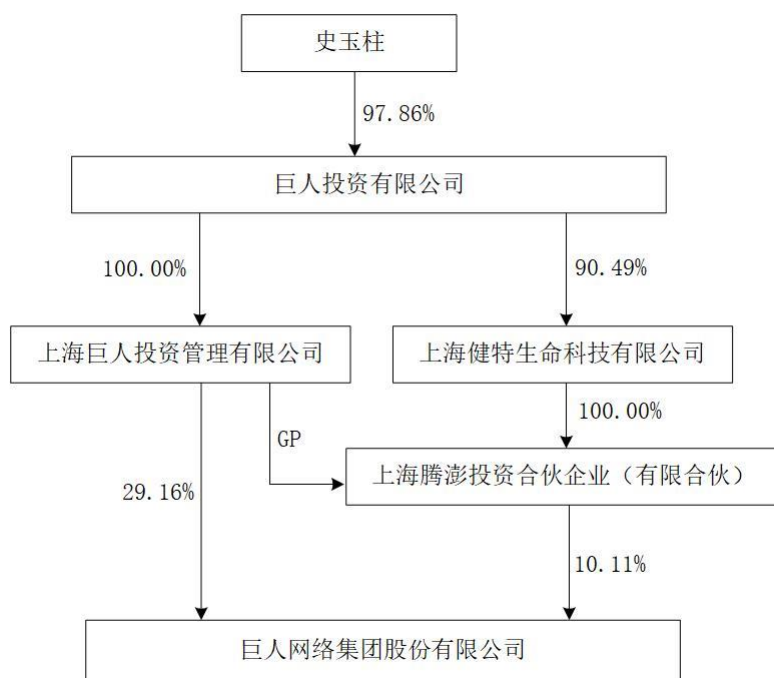 史玉柱
97.86%
巨人投资有限公司
100.00%
90.49%
上海巨人投资管理有限公司
上海健特生命科技有限公司
100.00%
GP
上海腾澎投资合伙企业（有限合伙）
29.16%
10.11%
巨人网络集团股份有限公司